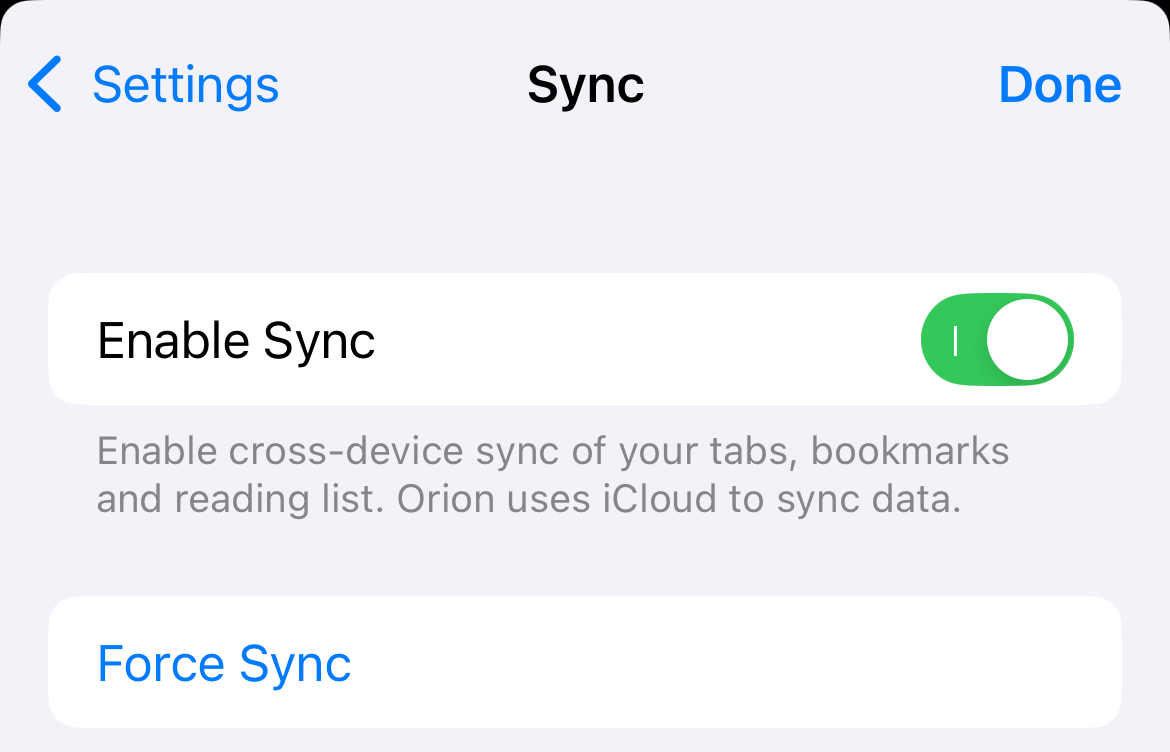 Settings
Sync
Done
Enable Sync
Enable cross-device sync of your tabs, bookmarks
and reading list. Orion uses iCloud to sync data.
Force Sync